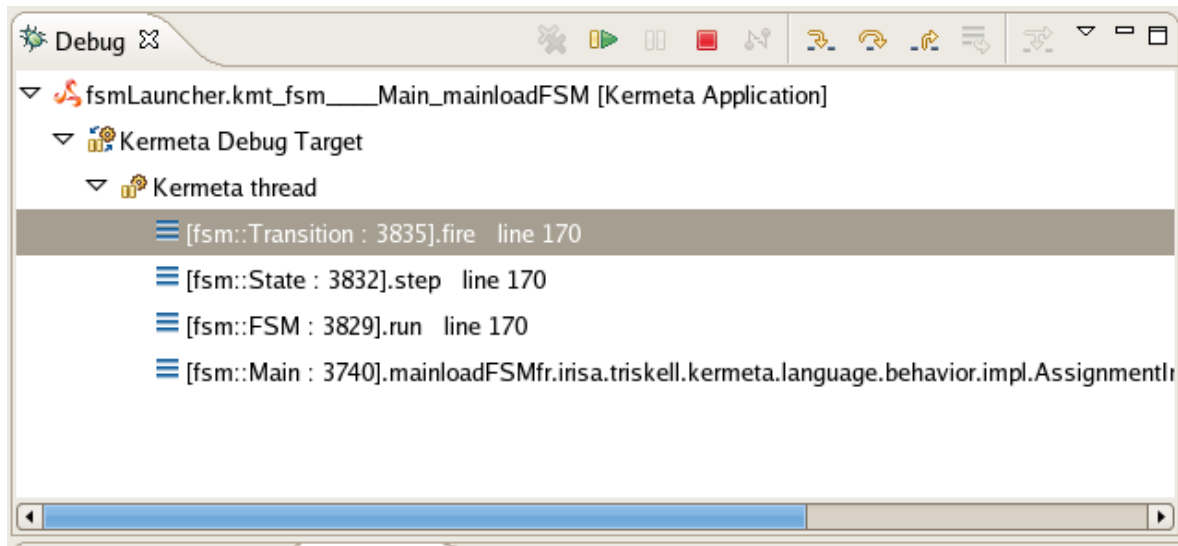 Debug
fsmLauncher.kmt_fsm____Main_mainloadFSM [Kermeta Application]
Kermeta Debug Target
Kermeta thread
[fsm::Transition : 3835].fire line 170
[fsm::State : 3832].step line 170
[fsm::FSM : 3829].run line 170
[fsm::Main : 3740].mainloadFSMfr.irisa.triskell.kermeta.language.behavior.impl.AssignmentI